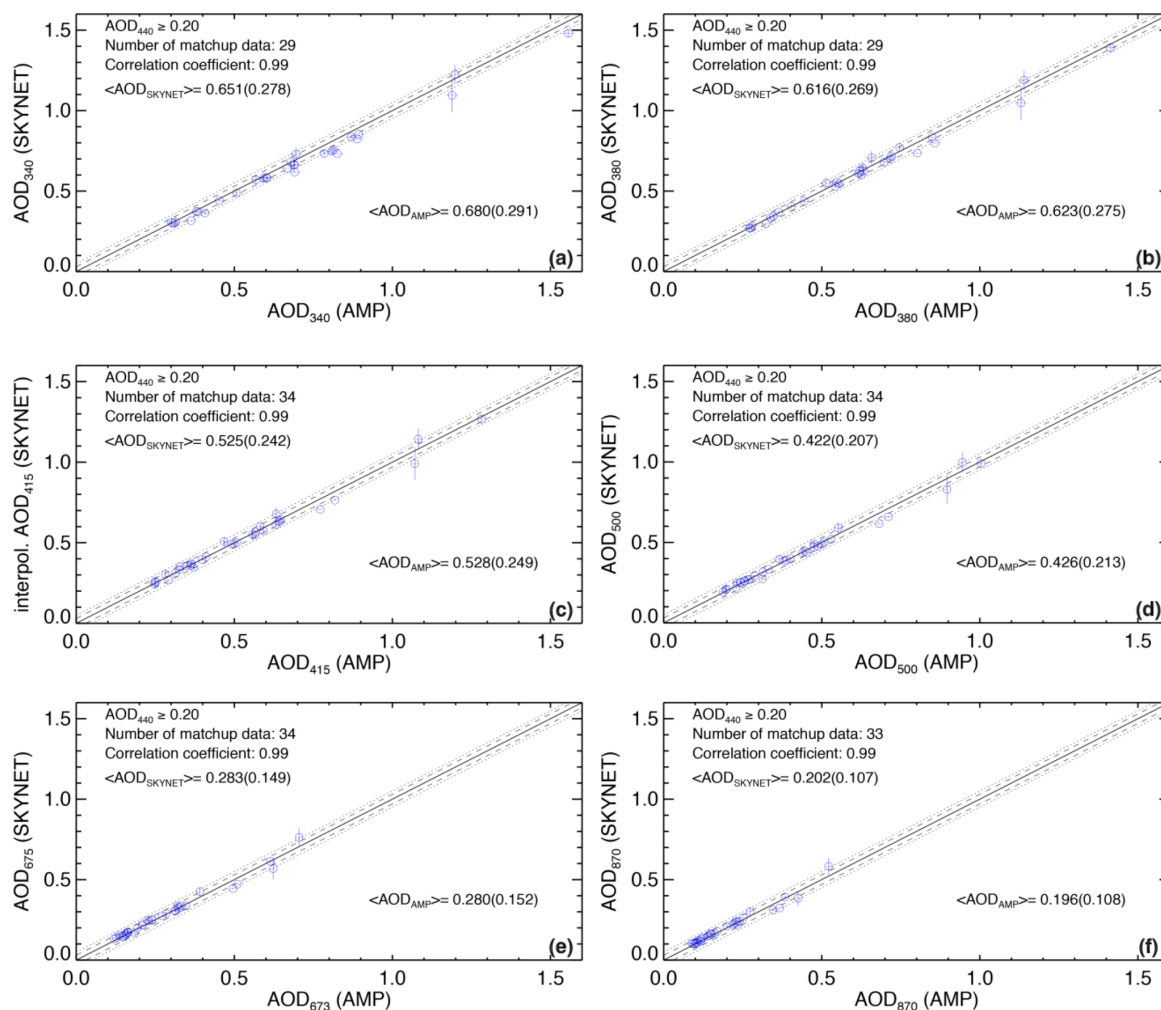 AOD440 ≥ 0.20
Number of matchup data: 29
Correlation coefficient: 0.99
<AODSKYNET>= 0.651(0.278)
<AODAMP>= 0.680(0.291)
(a)
AOD340 (SKYNET)
1.5
1.0
0.5
0.0
0.0 0.5 1.0 1.5
AOD340 (AMP)
AOD440 ≥ 0.20
Number of matchup data: 29
Correlation coefficient: 0.99
<AODSKYNET>= 0.616(0.269)
<AODAMP>= 0.623(0.275)
(b)
AOD380 (SKYNET)
1.5
1.0
0.5
0.0
0.0 0.5 1.0 1.5
AOD380 (AMP)
AOD440 ≥ 0.20
Number of matchup data: 34
Correlation coefficient: 0.99
<AODSKYNET>= 0.525(0.242)
<AODAMP>= 0.528(0.249)
(c)
interpol. AOD415 (SKYNET)
1.5
1.0
0.5
0.0
0.0 0.5 1.0 1.5
AOD415 (AMP)
AOD440 ≥ 0.20
Number of matchup data: 34
Correlation coefficient: 0.99
<AODSKYNET>= 0.422(0.207)
<AODAMP>= 0.426(0.213)
(d)
AOD500 (SKYNET)
1.5
1.0
0.5
0.0
0.0 0.5 1.0 1.5
AOD500 (AMP)
AOD440 ≥ 0.20
Number of matchup data: 34
Correlation coefficient: 0.99
<AODSKYNET>= 0.283(0.149)
<AODAMP>= 0.280(0.152)
(e)
AOD675 (SKYNET)
1.5
1.0
0.5
0.0
0.0 0.5 1.0 1.5
AOD673 (AMP)
AOD440 ≥ 0.20
Number of matchup data: 33
Correlation coefficient: 0.99
<AODSKYNET>= 0.202(0.107)
<AODAMP>= 0.196(0.108)
(f)
AOD870 (SKYNET)
1.5
1.0
0.5
0.0
0.0 0.5 1.0 1.5
AOD870 (AMP)